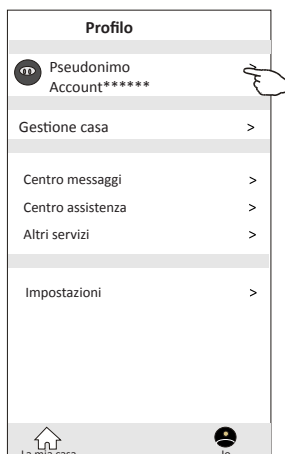 Profilo
Pseudonimo
Account******
>
Gestione casa >
Centro messaggi >
Centro assistenza >
Altri servizi >
Impostazioni >
La mia casa Io